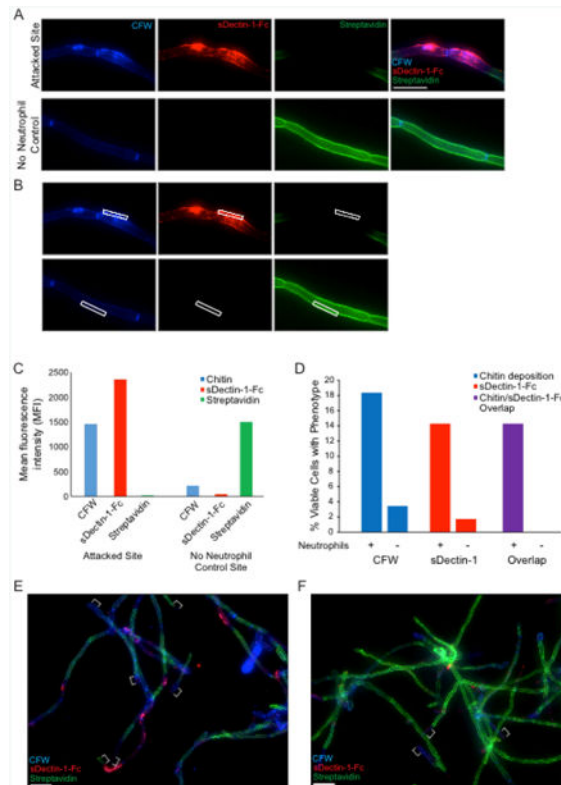 A
CFW
sDectin-1-Fc
Streptavidin
Attacked Site
CFW
sDectin-1-Fc
Streptavidin
No Neutrophil
Control
B
C
Mean fluorescence
intensity (MFI)
2500
2000
1500
1000
500
0
Chitin
sDectin-1-Fc
Streptavidin
CFW
sDectin-1-Fc
Streptavidin
CFW
sDectin-1-Fc
Streptavidin
Attacked Site
No Neutrophil
Control Site
D
% Viable Cells with Phenotype
20
18
16
14
12
10
8
6
4
2
0
Chitin deposition
sDectin-1-Fc
Chitin/sDectin-1-Fc
Overlap
Neutrophils + - + - + -
CFW sDectin-1 Overlap
E
CFW
sDectin-1-Fc
Streptavidin
F
CFW
sDectin-1-Fc
Streptavidin